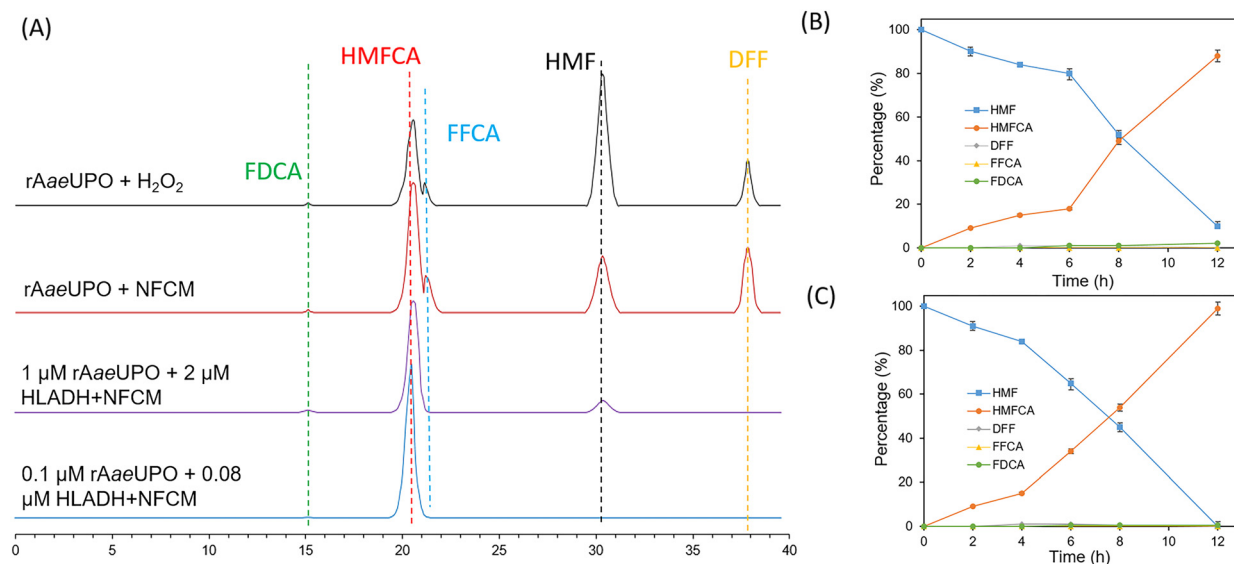 (A)
HMFCA
HMF
DFF
FFCA
FDCA
rAaeUPO + H₂O₂
rAaeUPO + NFCM
1 µM rAaeUPO + 2 µM
HLADH+NFCM
0.1 µM rAaeUPO + 0.08
µM HLADH+NFCM
0 5 10 15 20 25 30 35 40
(B)
100
80
60
40
20
0
Percentage (%)
HMF
HMFCA
DFF
FFCA
FDCA
0 2 4 6 8 10 12
Time (h)
(C)
100
80
60
40
20
0
Percentage (%)
HMF
HMFCA
DFF
FFCA
FDCA
0 2 4 6 8 10 12
Time (h)